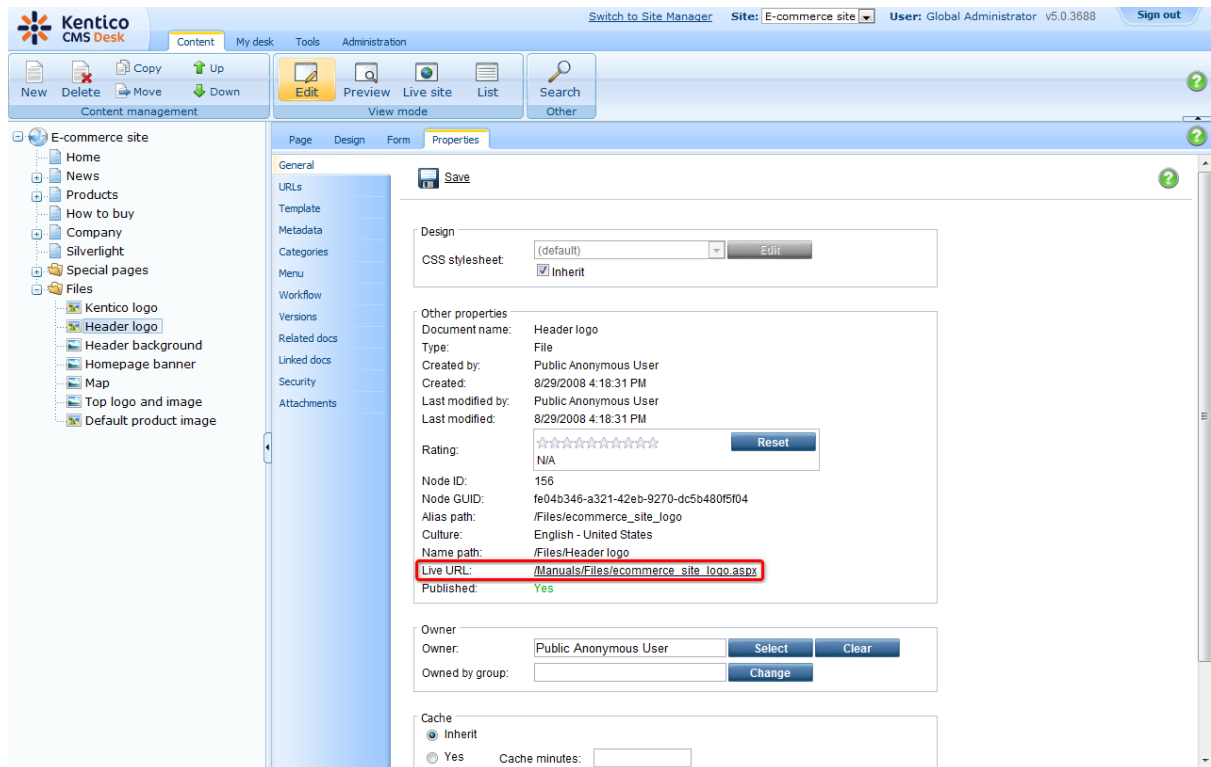 Kentico
CMS Desk
Switch to Site Manager Site: E-commerce site User: Global Administrator v5.0.3688 Sign out
Content My desk Tools Administration
New Delete Copy Move Up Down
Content management
Edit Preview Live site List
View mode
Search
Other
E-commerce site
Home
News
Products
How to buy
Company
Silverlight
Special pages
Files
Kentico logo
Header logo
Header background
Homepage banner
Map
Top logo and image
Default product image
Page Design Form Properties
General
URLs
Template
Metadata
Categories
Menu
Workflow
Versions
Related docs
Linked docs
Security
Attachments
Save
Design
CSS stylesheet: (default) Edit
Inherit
Other properties
Document name: Header logo
Type: File
Created by: Public Anonymous User
Created: 8/29/2008 4:18:31 PM
Last modified by: Public Anonymous User
Last modified: 8/29/2008 4:18:31 PM
Rating: N/A Reset
Node ID: 156
Node GUID: fe04b346-a321-42eb-9270-dc5b480f5f04
Alias path: /Files/ecommerce_site_logo
Culture: English - United States
Name path: /Files/Header logo
Live URL: /Manuals/Files/ecommerce_site_logo.aspx
Published: Yes
Owner
Owner: Public Anonymous User Select Clear
Owned by group: Change
Cache
Inherit
Yes Cache minutes: